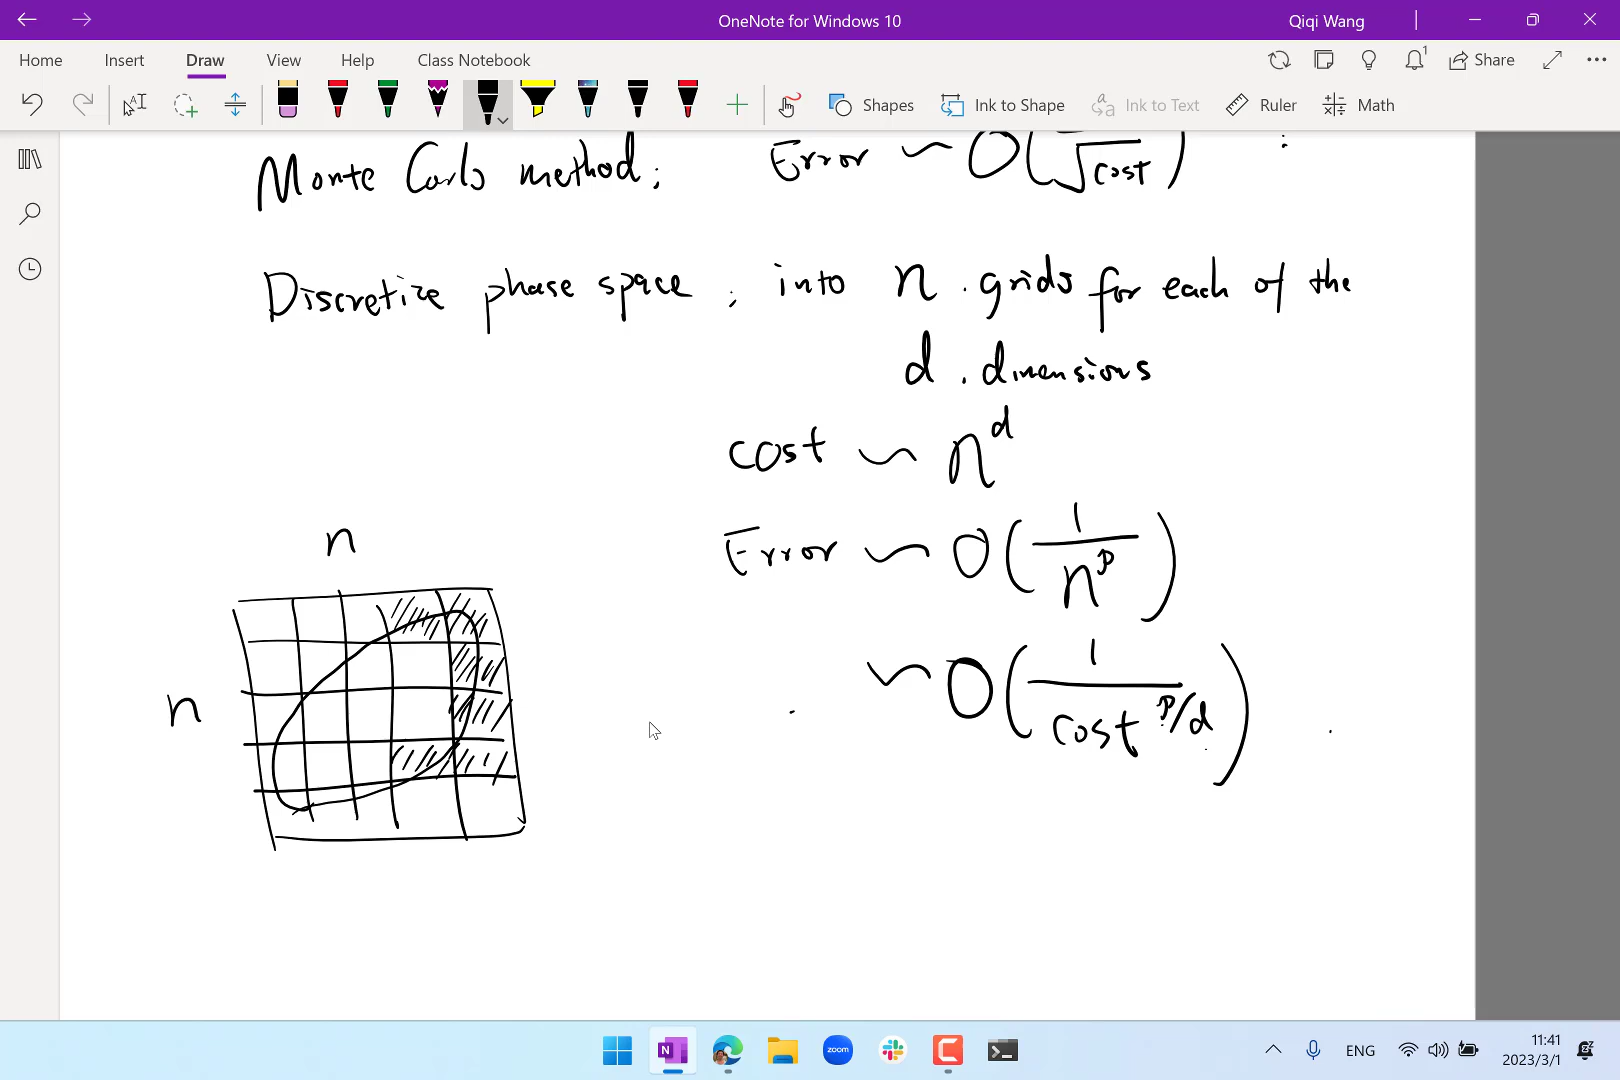 OneNote for Windows 10
Qiqi Wang
Home Insert Draw View Help Class Notebook
1
Share
Shapes Ink to Shape Ink to Text Ruler Math
Monte Carlo method; Error ~ O(1/√cost) :
Discretize phase space; into n grids for each of the
d. dimensions
cost ~ n^d
Error ~ O(1/n^p)
~ O(1/cost^p/d)
n
n
zoom
ENG
11:41
2023/3/1